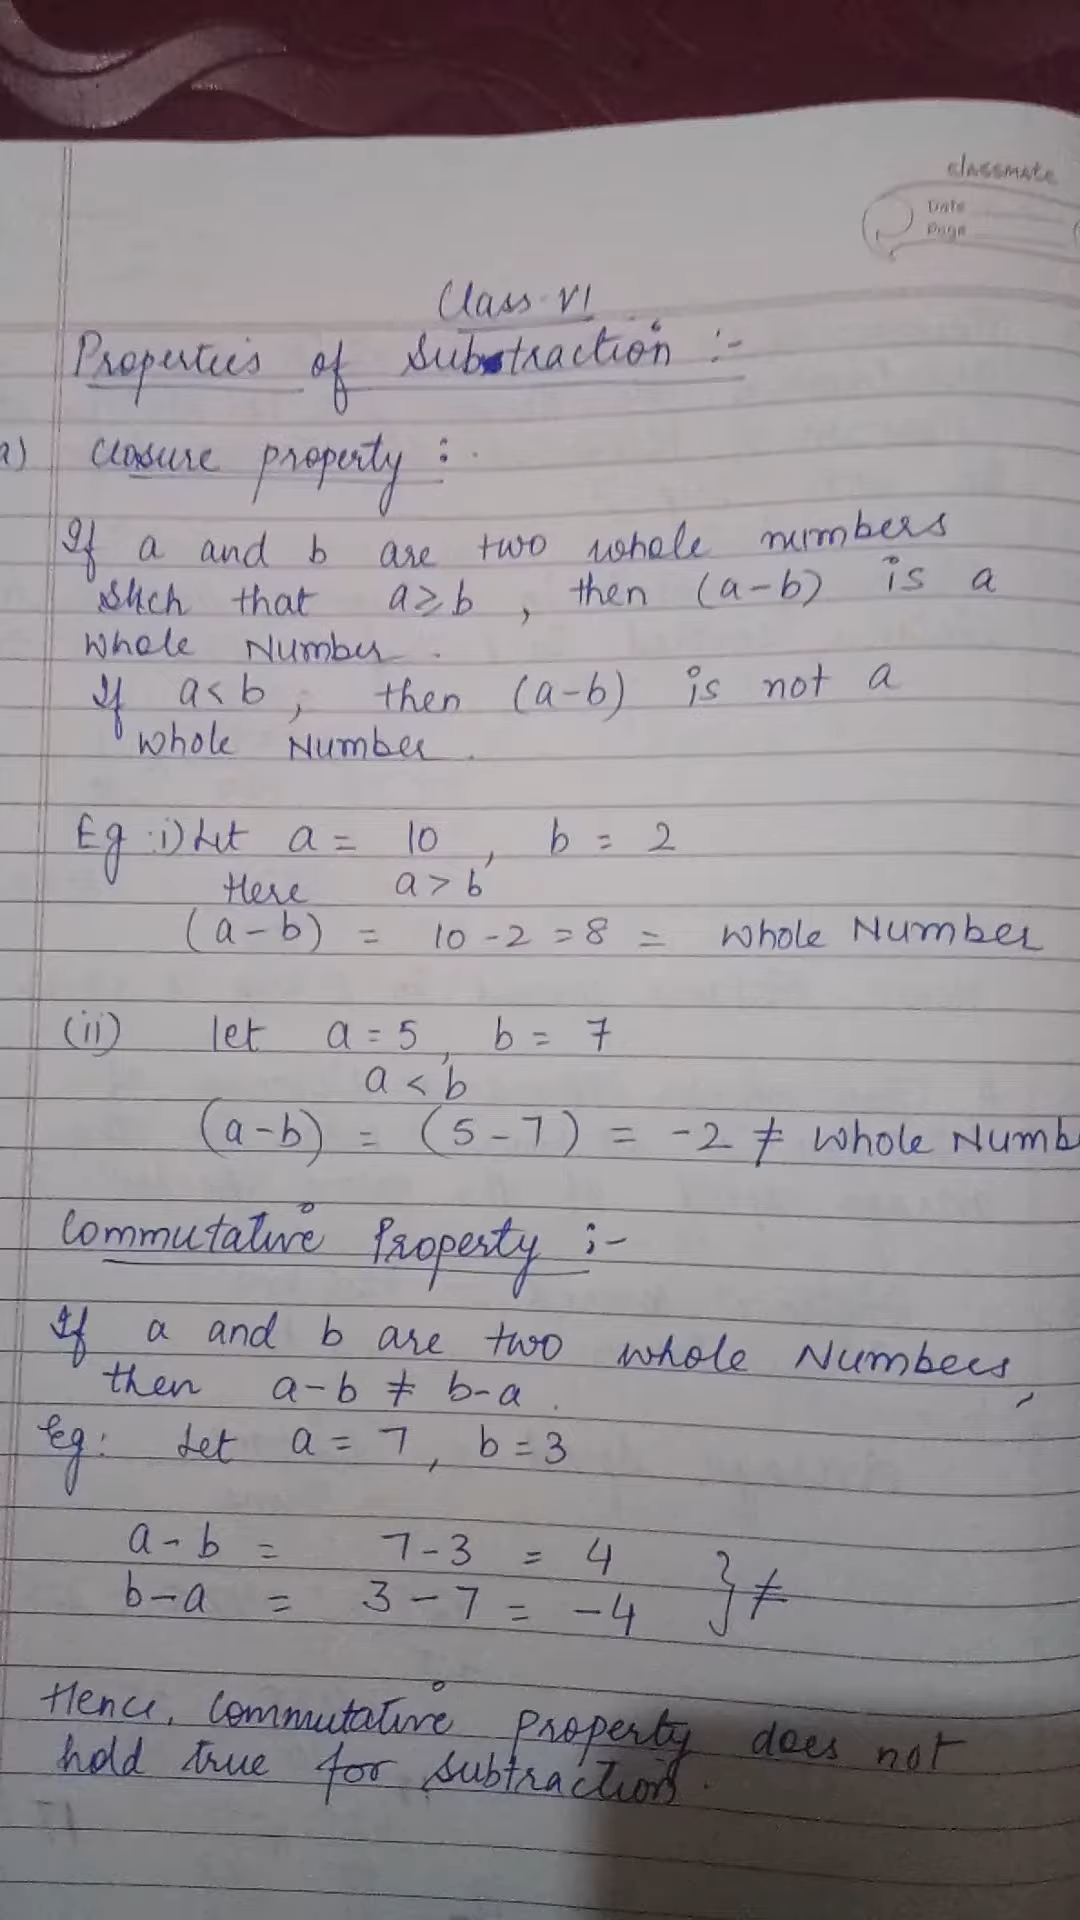 classmate
Date
Page
Class-VI
Properties of Substraction :-
a) Closure property :-
If a and b are two whole numbers
such that a ≥ b , then (a-b) is a
whole Number .
If a < b , then (a-b) is not a
whole Number .
Eg :i) Let a = 10 , b = 2
Here a > b
(a-b) = 10 - 2 = 8 = whole Number
(ii) let a = 5 , b = 7
a < b
(a-b) = (5-7) = -2 ≠ whole Numb
Commutative Property :-
If a and b are two whole Numbers,
then a-b ≠ b-a .
Eg: Let a = 7 , b = 3
a-b = 7-3 = 4 } ≠
b-a = 3-7 = -4
Hence, Commutative property does not
hold true for subtraction.